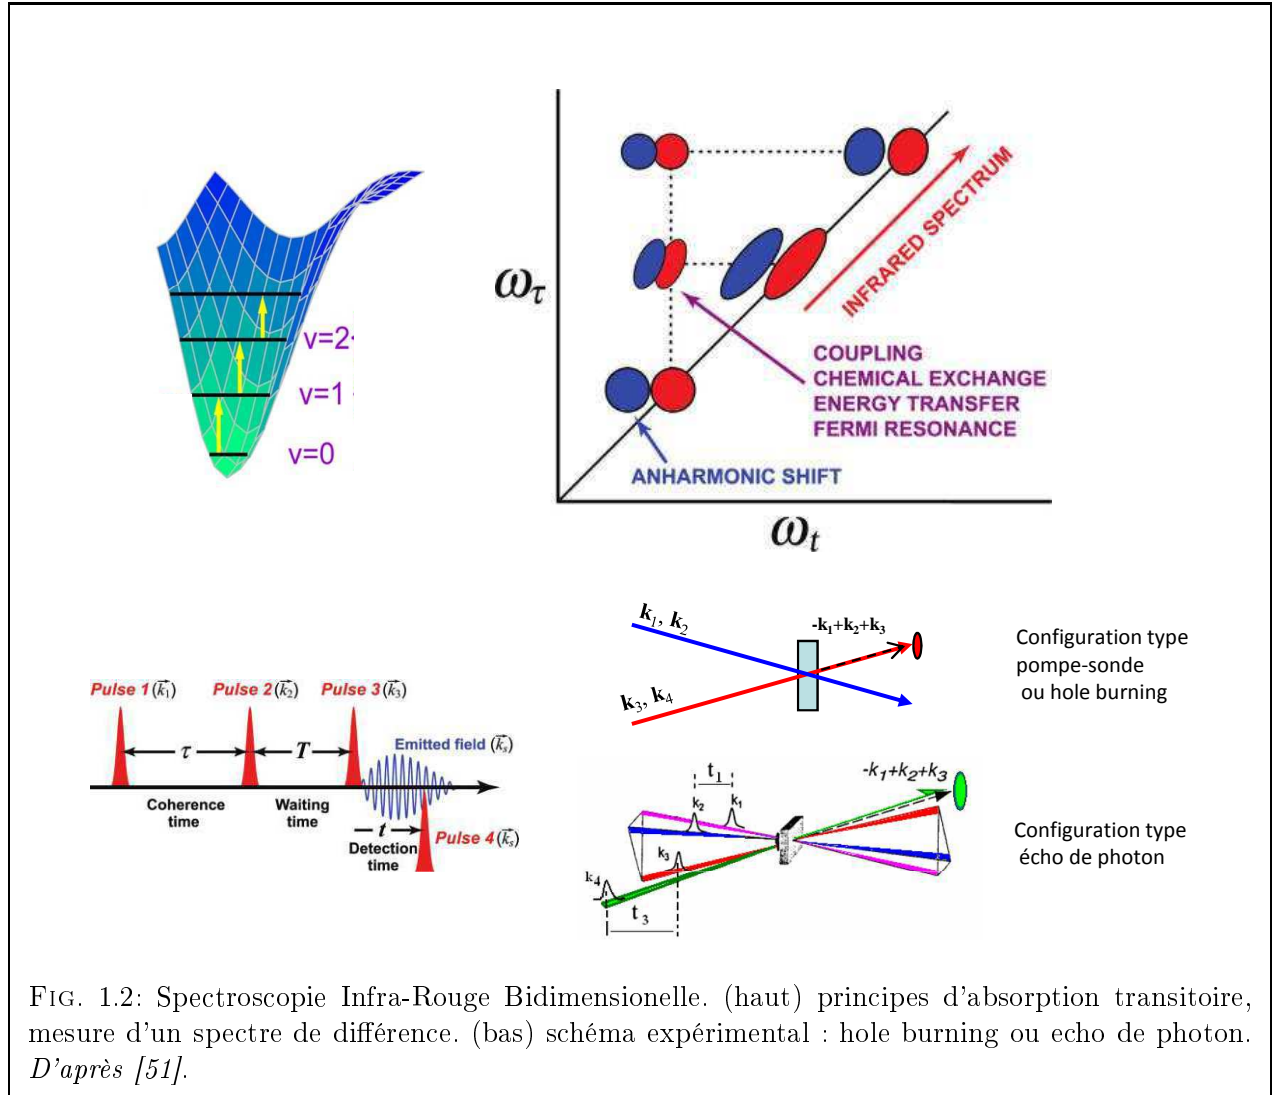 v=2
v=1
v=0
ωτ
INFRARED SPECTRUM
COUPLING
CHEMICAL EXCHANGE
ENERGY TRANSFER
FERMI RESONANCE
ANHARMONIC SHIFT
ωt
Pulse 1 (k₁)
Pulse 2 (k₂)
Pulse 3 (k₃)
τ
T
Emitted field (kₛ)
Coherence
time
Waiting
time
t
Detection
time
Pulse 4 (kₛ)
k₁, k₂
-k₁+k₂+k₃
k₃, k₄
Configuration type
pompe-sonde
ou hole burning
t₁
k₂
k₁
-k₁+k₂+k₃
k₃
k₄
t₃
Configuration type
écho de photon
Fig. 1.2: Spectroscopie Infra-Rouge Bidimensionelle. (haut) principes d'absorption transitoire,
mesure d'un spectre de différence. (bas) schéma expérimental : hole burning ou echo de photon.
D'après [51].